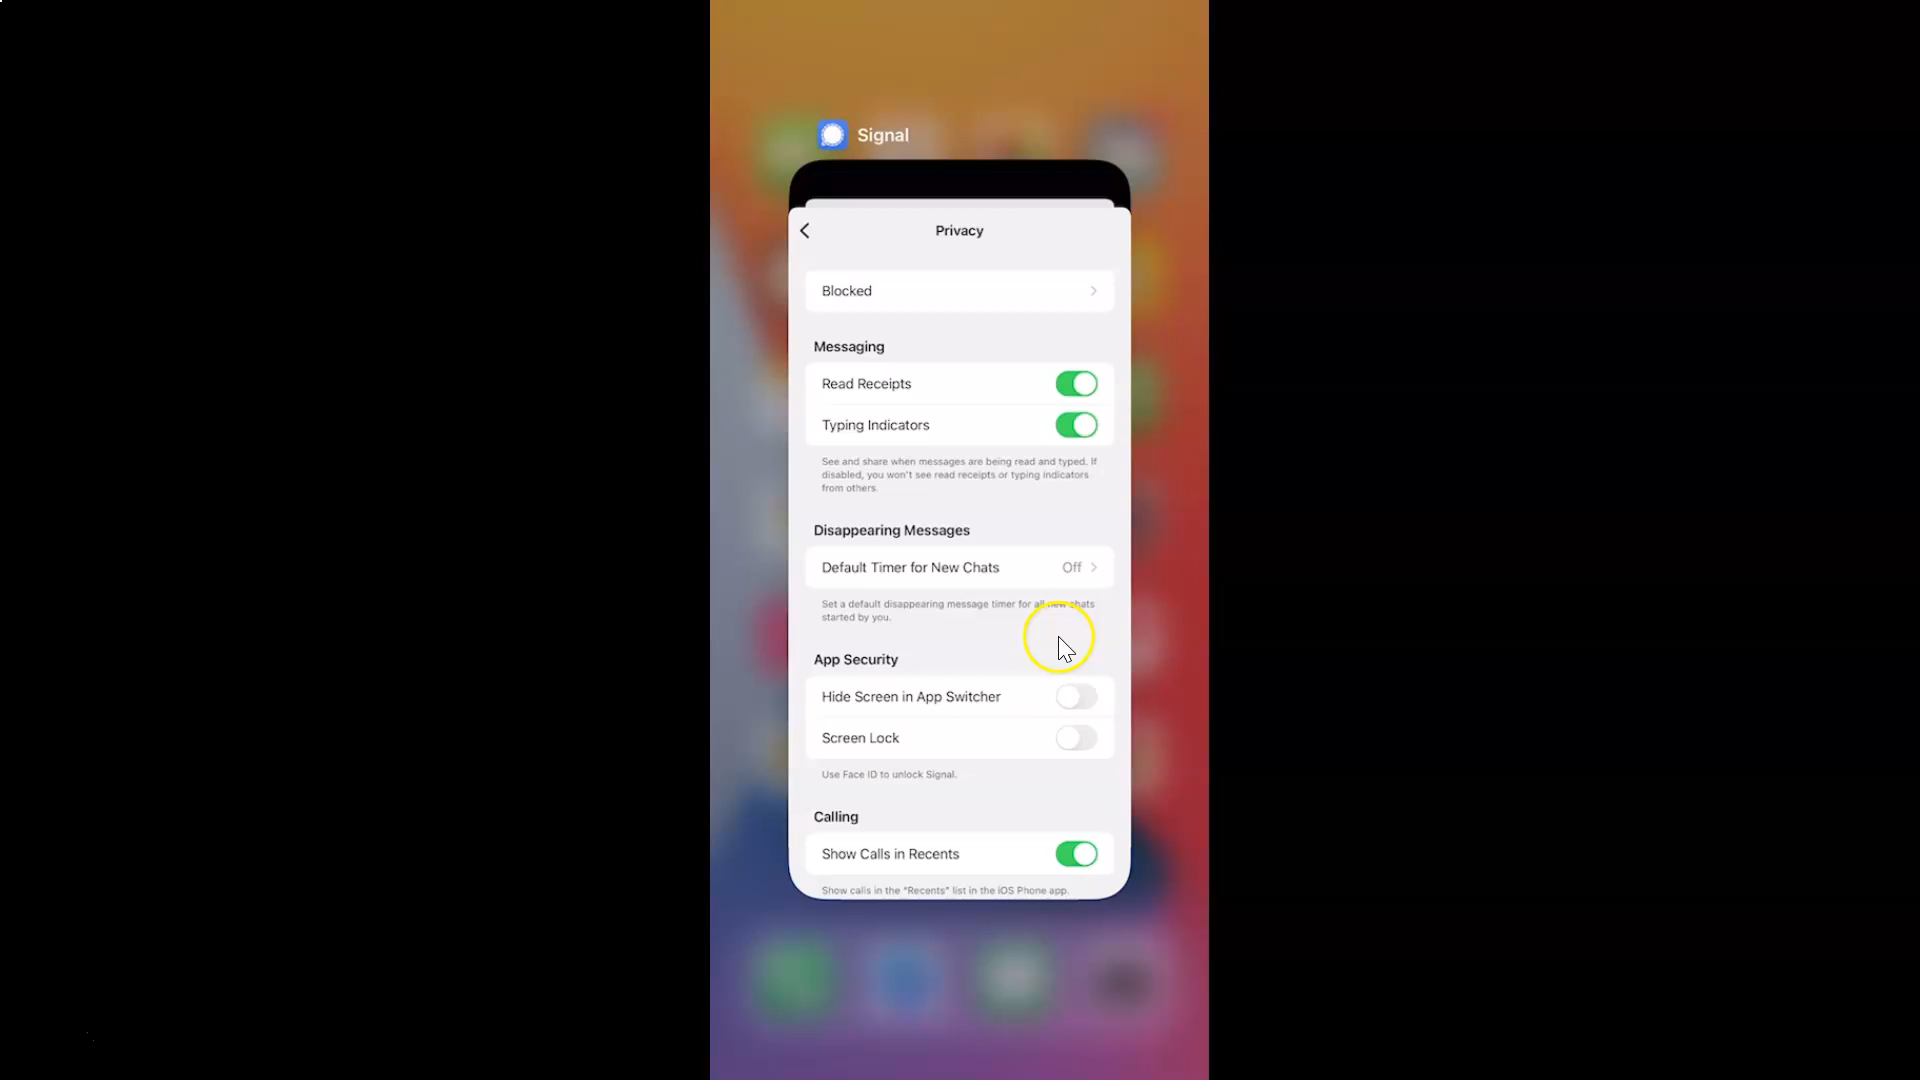 Signal
Privacy
Blocked
Messaging
Read Receipts
Typing Indicators
See and share when messages are being read and typed. If
disabled, you won't see read receipts or typing indicators
from others.
Disappearing Messages
Default Timer for New Chats Off
Set a default disappearing message timer for all new chats
started by you.
App Security
Hide Screen in App Switcher
Screen Lock
Use Face ID to unlock Signal.
Calling
Show Calls in Recents
Show calls in the "Recents" list in the iOS Phone app.